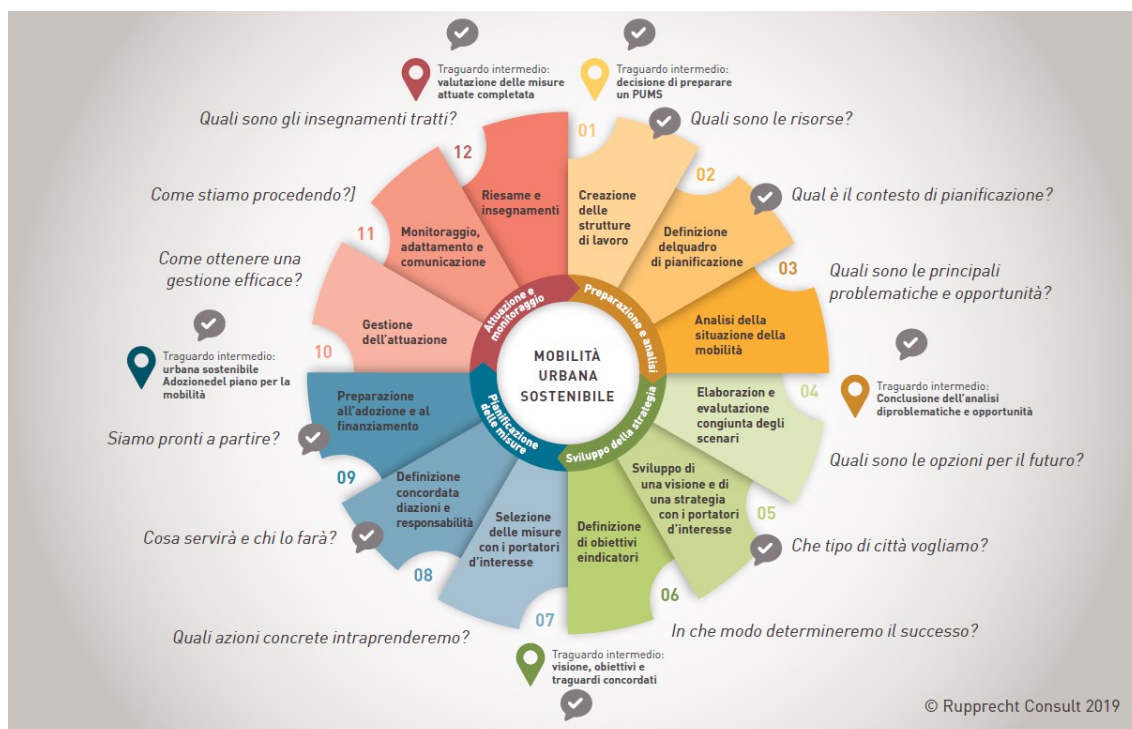 Traguardo intermedio:
valutazione delle misure
attuate completata
Traguardo intermedio:
decisione di preparare
un PUMS
Quali sono gli insegnamenti tratti?
Quali sono le risorse?
01
Creazione
delle
strutture
di lavoro
02
Definizione
delquadro
di pianificazione
Qual è il contesto di pianificazione?
03
Analisi della
situazione della
mobilità
Quali sono le principali
problematiche e opportunità?
Traguardo intermedio:
Conclusione dell'analisi
diproblematiche e opportunità
04
Elaborazion e
evalutazione
congiunta degli
scenari
Quali sono le opzioni per il futuro?
05
Sviluppo di
una visione e di
una strategia
con i portatori
d'interesse
Che tipo di città vogliamo?
06
Definizione
di obiettivi
eindicatori
In che modo determineremo il successo?
Traguardo intermedio:
visione, obiettivi e
traguardi concordati
07
Selezione
delle misure
con i portatori
d'interesse
Quali azioni concrete intraprenderemo?
08
Definizione
concordata
diazioni e
responsabilità
Cosa servirà e chi lo farà?
09
Preparazione
all'adozione e al
finanziamento
Siamo pronti a partire?
Traguardo intermedio:
urbana sostenibile
Adozionedel piano per la
mobilità
10
Gestione
dell'attuazione
Come ottenere una
gestione efficace?
11
Monitoraggio,
adattamento e
comunicazione
Come stiamo procedendo?]
12
Riesame e
insegnamenti
Preparazione e analisi
Sviluppo della strategia
Pianificazione
delle misure
Attuazione e
monitoraggio
MOBILITÀ
URBANA
SOSTENIBILE
© Rupprecht Consult 2019